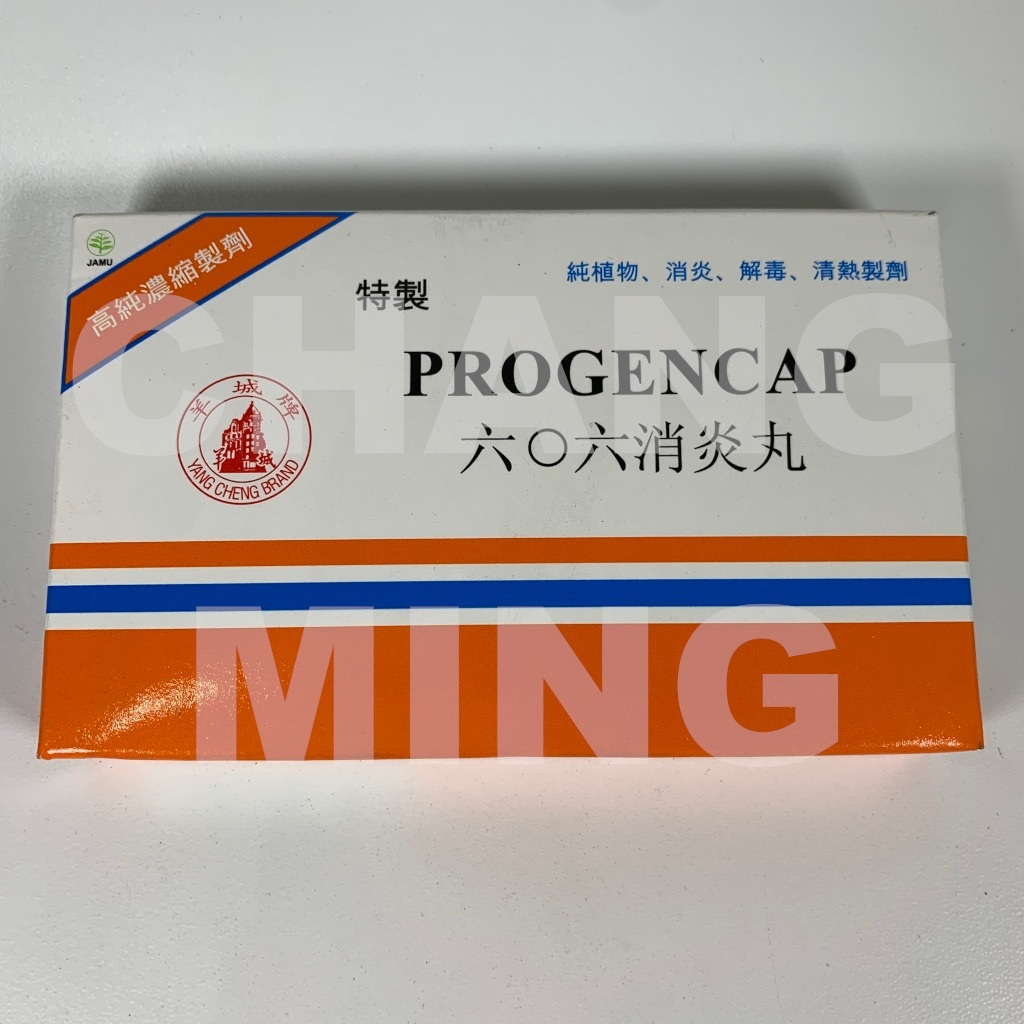 JAMU
高純濃縮製劑
純植物、消炎、解毒、清熱製劑
特製
PROGENCAP
六〇六消炎丸
羊城牌
羊城
YANG CHENG BRAND
CHANG
MING